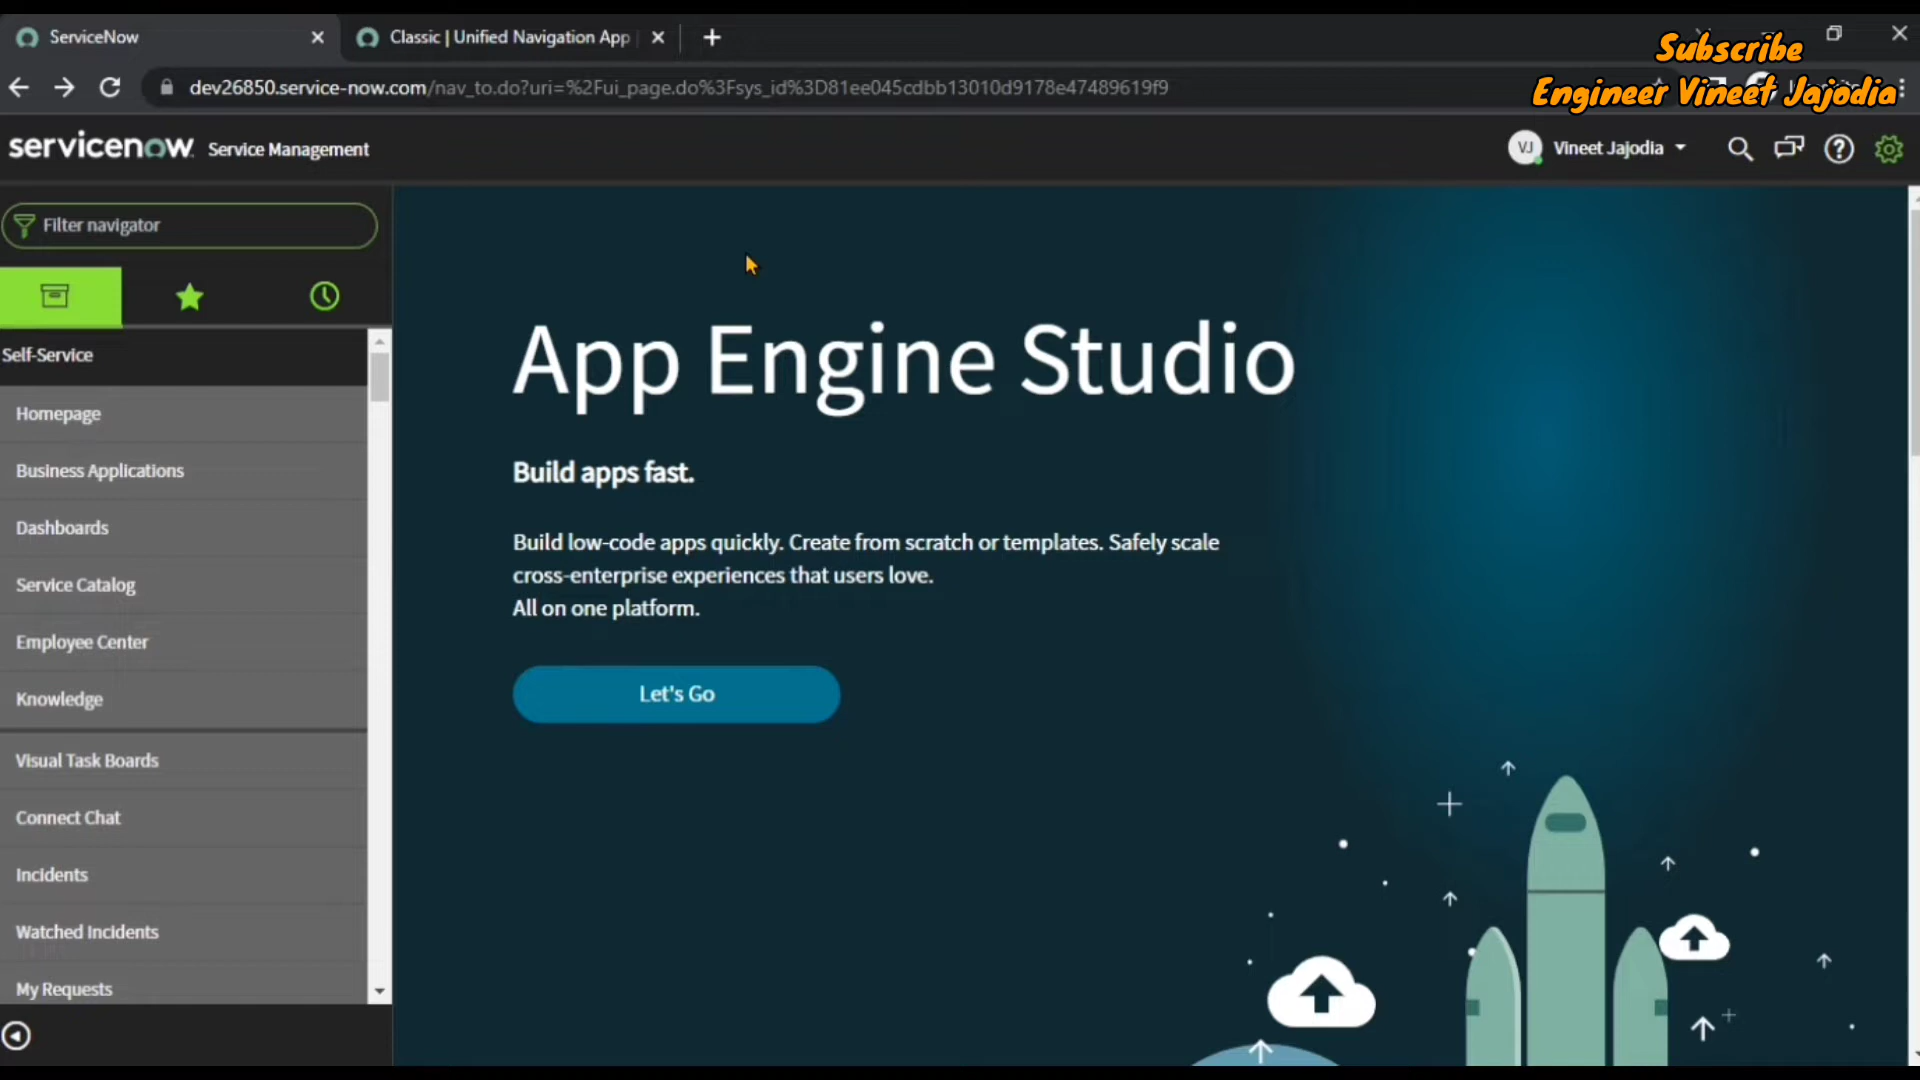 ServiceNow
Classic | Unified Navigation App
Subscribe
Engineer Vineet Jajodia
dev26850.service-now.com/nav_to.do?uri=%2Fui_page.do%3Fsys_id%3D81ee045cdbb13010d9178e47489619f9
servicenow Service Management
VJ Vineet Jajodia
Filter navigator
Self-Service
Homepage
Business Applications
Dashboards
Service Catalog
Employee Center
Knowledge
Visual Task Boards
Connect Chat
Incidents
Watched Incidents
My Requests
App Engine Studio
Build apps fast.
Build low-code apps quickly. Create from scratch or templates. Safely scale
cross-enterprise experiences that users love.
All on one platform.
Let's Go